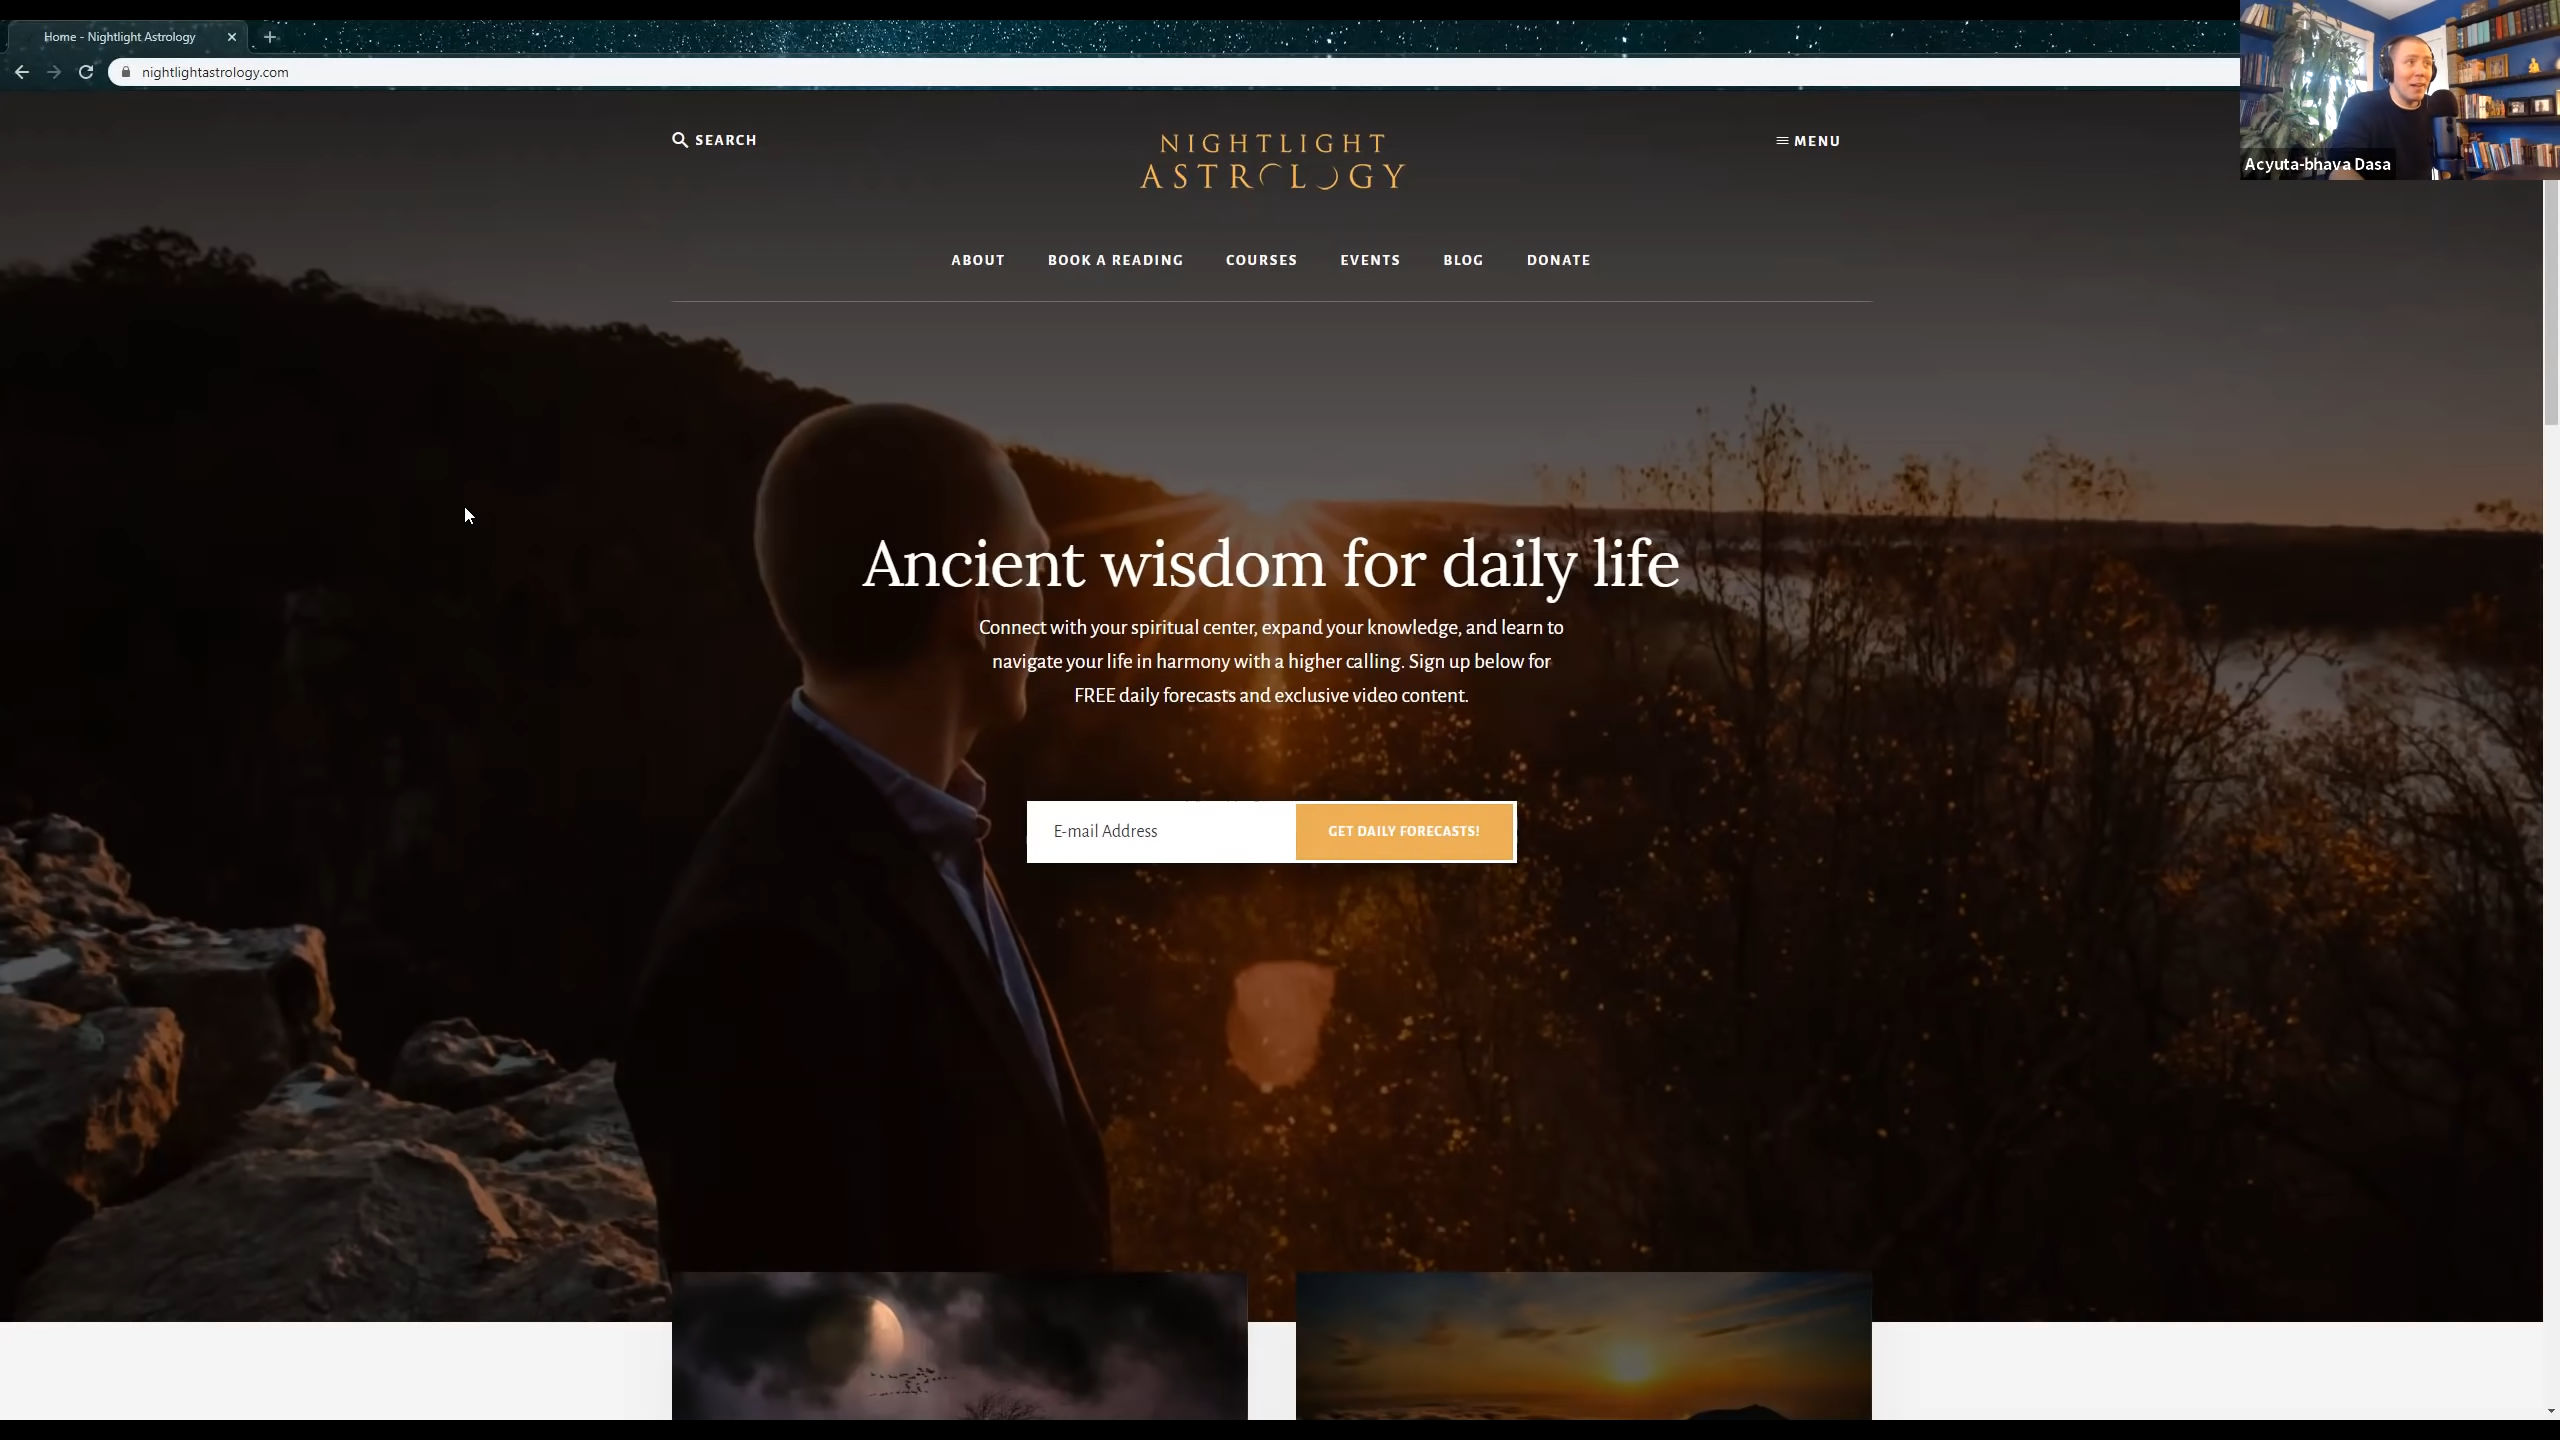 Home - Nightlight Astrology
nightlightastrology.com
Acyuta-bhava Dasa
SEARCH
NIGHTLIGHT
ASTROLOGY
MENU
ABOUT
BOOK A READING
COURSES
EVENTS
BLOG
DONATE
Ancient wisdom for daily life
Connect with your spiritual center, expand your knowledge, and learn to
navigate your life in harmony with a higher calling. Sign up below for
FREE daily forecasts and exclusive video content.
E-mail Address
GET DAILY FORECASTS!